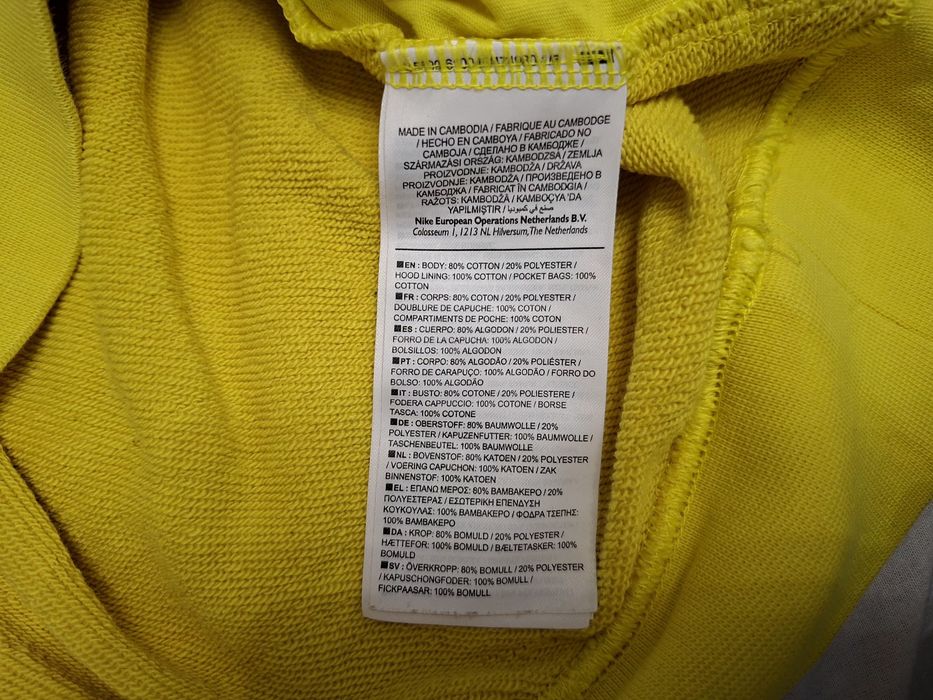 MADE IN CAMBODIA / FABRIQUE AU CAMBODGE
/ HECHO EN CAMBOYA / FABRICADO NO
CAMBOJA / СДЕЛАНО В КАМБОДЖЕ /
SZÁRMAZÁSI ORSZÁG: KAMBODZSA / ZEMLJA
PROIZVODNJE: KAMBODŽA / DRŽAVA
PROIZVODNJE: KAMBODŽA / ПРОИЗВЕДЕНО В
КАМБОДЖА / FABRICAT ÎN CAMBODGIA /
RAŽOTS: KAMBODŽĀ / KAMBOÇYA 'DA
YAPILMIŞTIR / صنع في كمبوديا
Nike European Operations Netherlands B.V.
Colosseum 1, 1213 NL Hilversum, The Netherlands
EN : BODY: 80% COTTON / 20% POLYESTER /
HOOD LINING: 100% COTTON / POCKET BAGS: 100%
COTTON
FR : CORPS: 80% COTON / 20% POLYESTER /
DOUBLURE DE CAPUCHE: 100% COTON /
COMPARTIMENTS DE POCHE: 100% COTON
ES : CUERPO: 80% ALGODON / 20% POLIESTER /
FORRO DE LA CAPUCHA: 100% ALGODON /
BOLSILLOS: 100% ALGODON
PT : CORPO: 80% ALGODÃO / 20% POLIÉSTER /
FORRO DE CARAPUÇO: 100% ALGODÃO / FORRO DO
BOLSO: 100% ALGODÃO
IT : BUSTO: 80% COTONE / 20% POLIESTERE /
FODERA CAPPUCCIO: 100% COTONE / BORSE
TASCA: 100% COTONE
DE : OBERSTOFF: 80% BAUMWOLLE / 20%
POLYESTER / KAPUZENFUTTER: 100% BAUMWOLLE /
TASCHENBEUTEL: 100% BAUMWOLLE
NL : BOVENSTOF: 80% KATOEN / 20% POLYESTER
/ VOERING CAPUCHON: 100% KATOEN / ZAK
BINNENSTOF: 100% KATOEN
EL : ΕΠΑΝΩ ΜΕΡΟΣ: 80% ΒΑΜΒΑΚΕΡΟ / 20%
ΠΟΛΥΕΣΤΕΡΑΣ / ΕΣΩΤΕΡΙΚΗ ΕΠΕΝΔΥΣΗ
ΚΟΥΚΟΥΛΑΣ: 100% ΒΑΜΒΑΚΕΡΟ / ΦΟΔΡΑ ΤΣΕΠΗΣ:
100% ΒΑΜΒΑΚΕΡΟ
DA : KROP: 80% BOMULD / 20% POLYESTER /
HÆTTEFOR: 100% BOMULD / BÆLTETASKER: 100%
BOMULD
SV : ÖVERKROPP: 80% BOMULL / 20% POLYESTER
/ KAPUSCHONGFODER: 100% BOMULL /
FICKPAASAR: 100% BOMULL